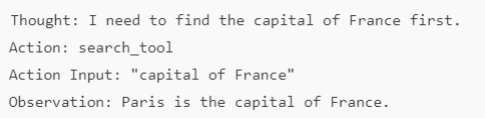 Thought: I need to find the capital of France first.
Action: search_tool
Action Input: "capital of France"
Observation: Paris is the capital of France.